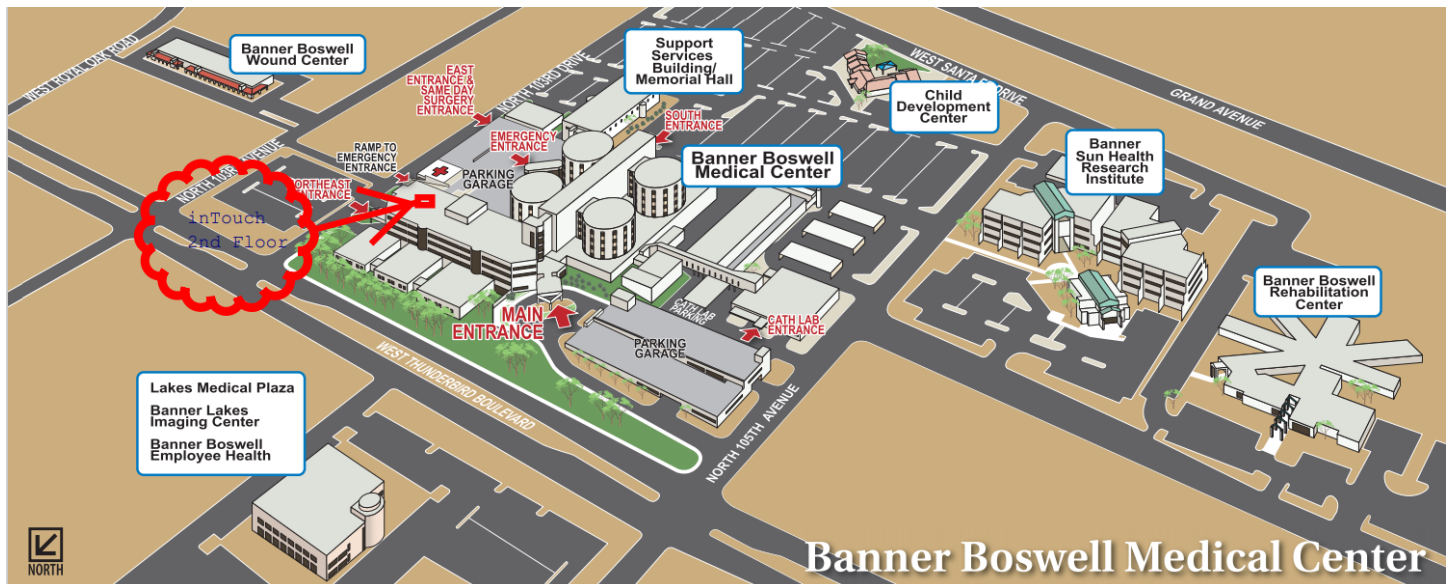 WEST ROYAL OAK ROAD
Banner Boswell
Wound Center
EAST
ENTRANCE &
SAME DAY
SURGERY
ENTRANCE
NORTH 103RD DRIVE
Support
Services
Building/
Memorial Hall
WEST SANTA FE DRIVE
GRAND AVENUE
Child
Development
Center
EMERGENCY
ENTRANCE
SOUTH
ENTRANCE
RAMP TO
EMERGENCY
ENTRANCE
PARKING
GARAGE
Banner Boswell
Medical Center
Banner
Sun Health
Research
Institute
NORTH 103R AVENUE
ORTHEAST
NTRANCE
inTouch
2nd Floor
MAIN
ENTRANCE
CATH LAB
PARKING
CATH LAB
ENTRANCE
PARKING
GARAGE
Banner Boswell
Rehabilitation
Center
WEST THUNDERBIRD BOULEVARD
NORTH 105TH AVENUE
Lakes Medical Plaza
Banner Lakes
Imaging Center
Banner Boswell
Employee Health
NORTH
Banner Boswell Medical Center